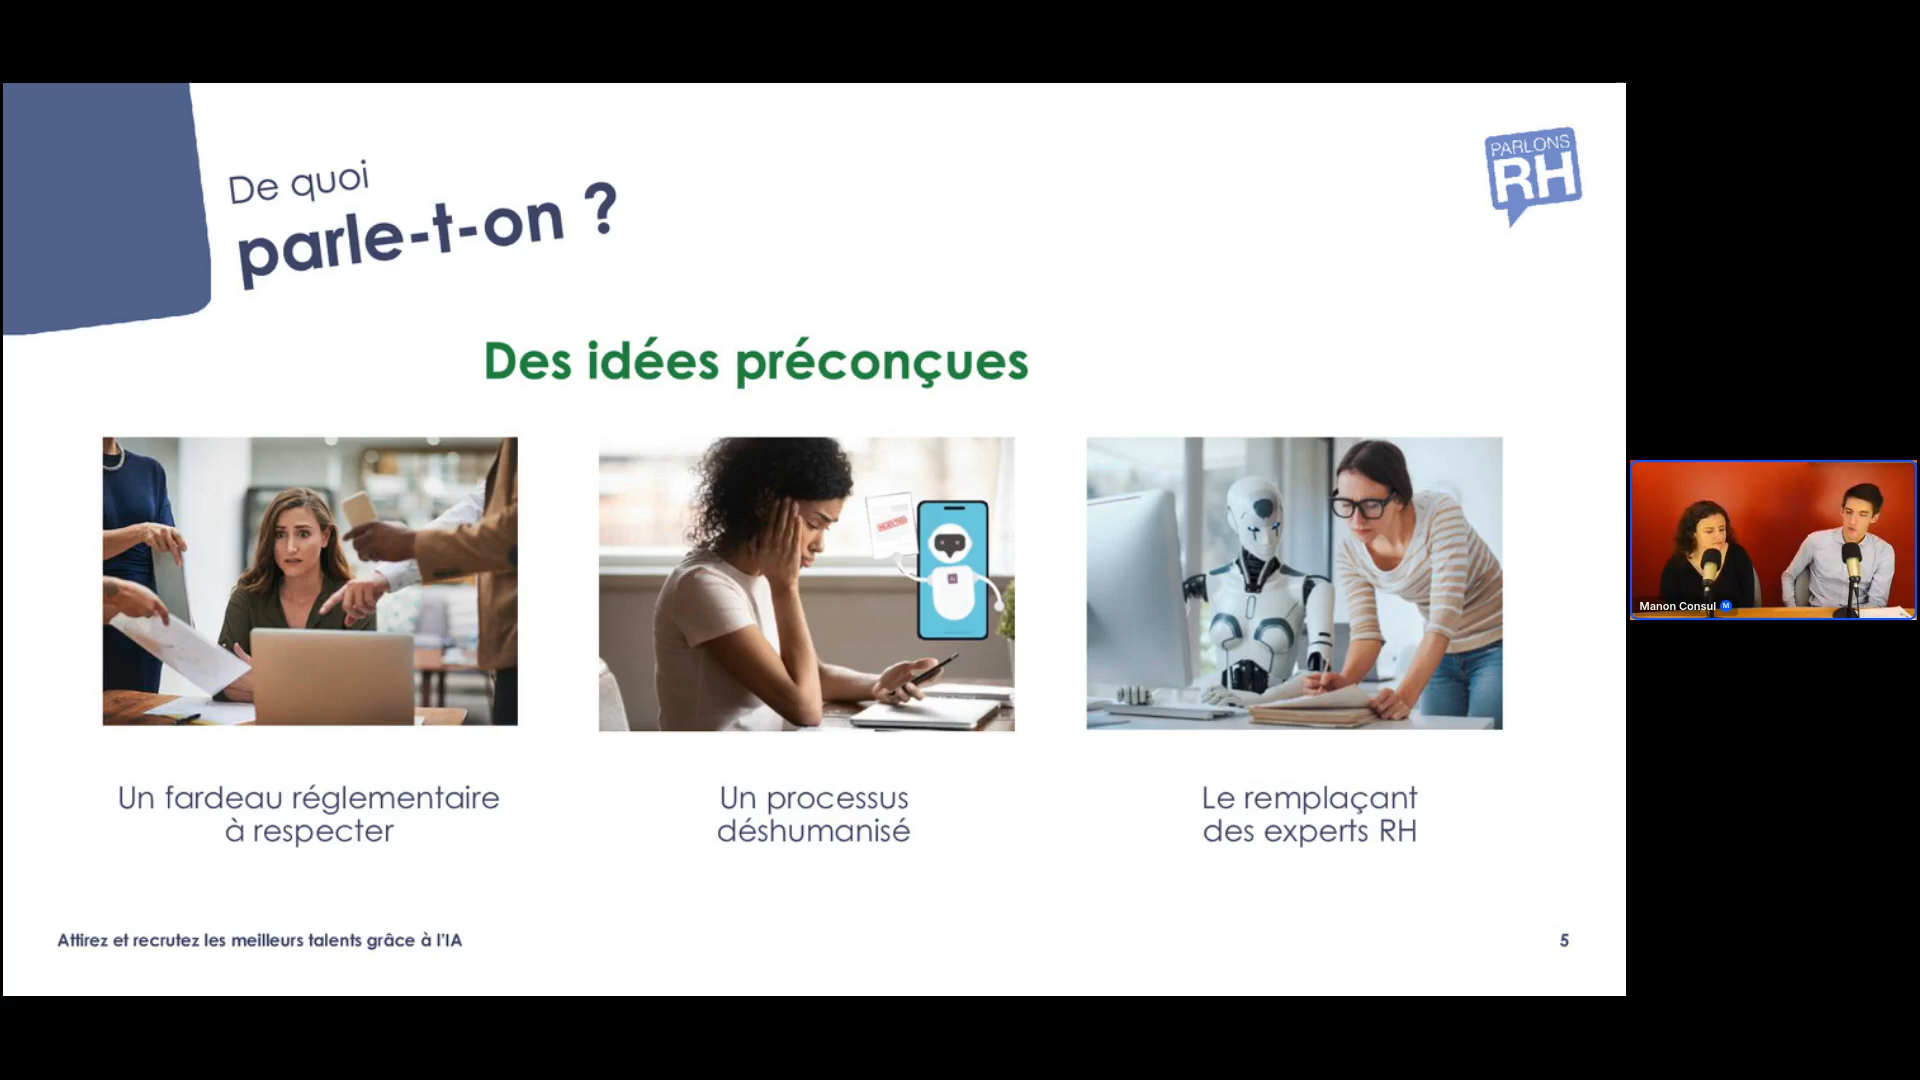 De quoi
parle-t-on ?
PARLONS
RH
Des idées préconçues
Un fardeau réglementaire
à respecter
Un processus
déshumanisé
Le remplaçant
des experts RH
Manon Consul M
Attirez et recrutez les meilleurs talents grâce à l'IA
5